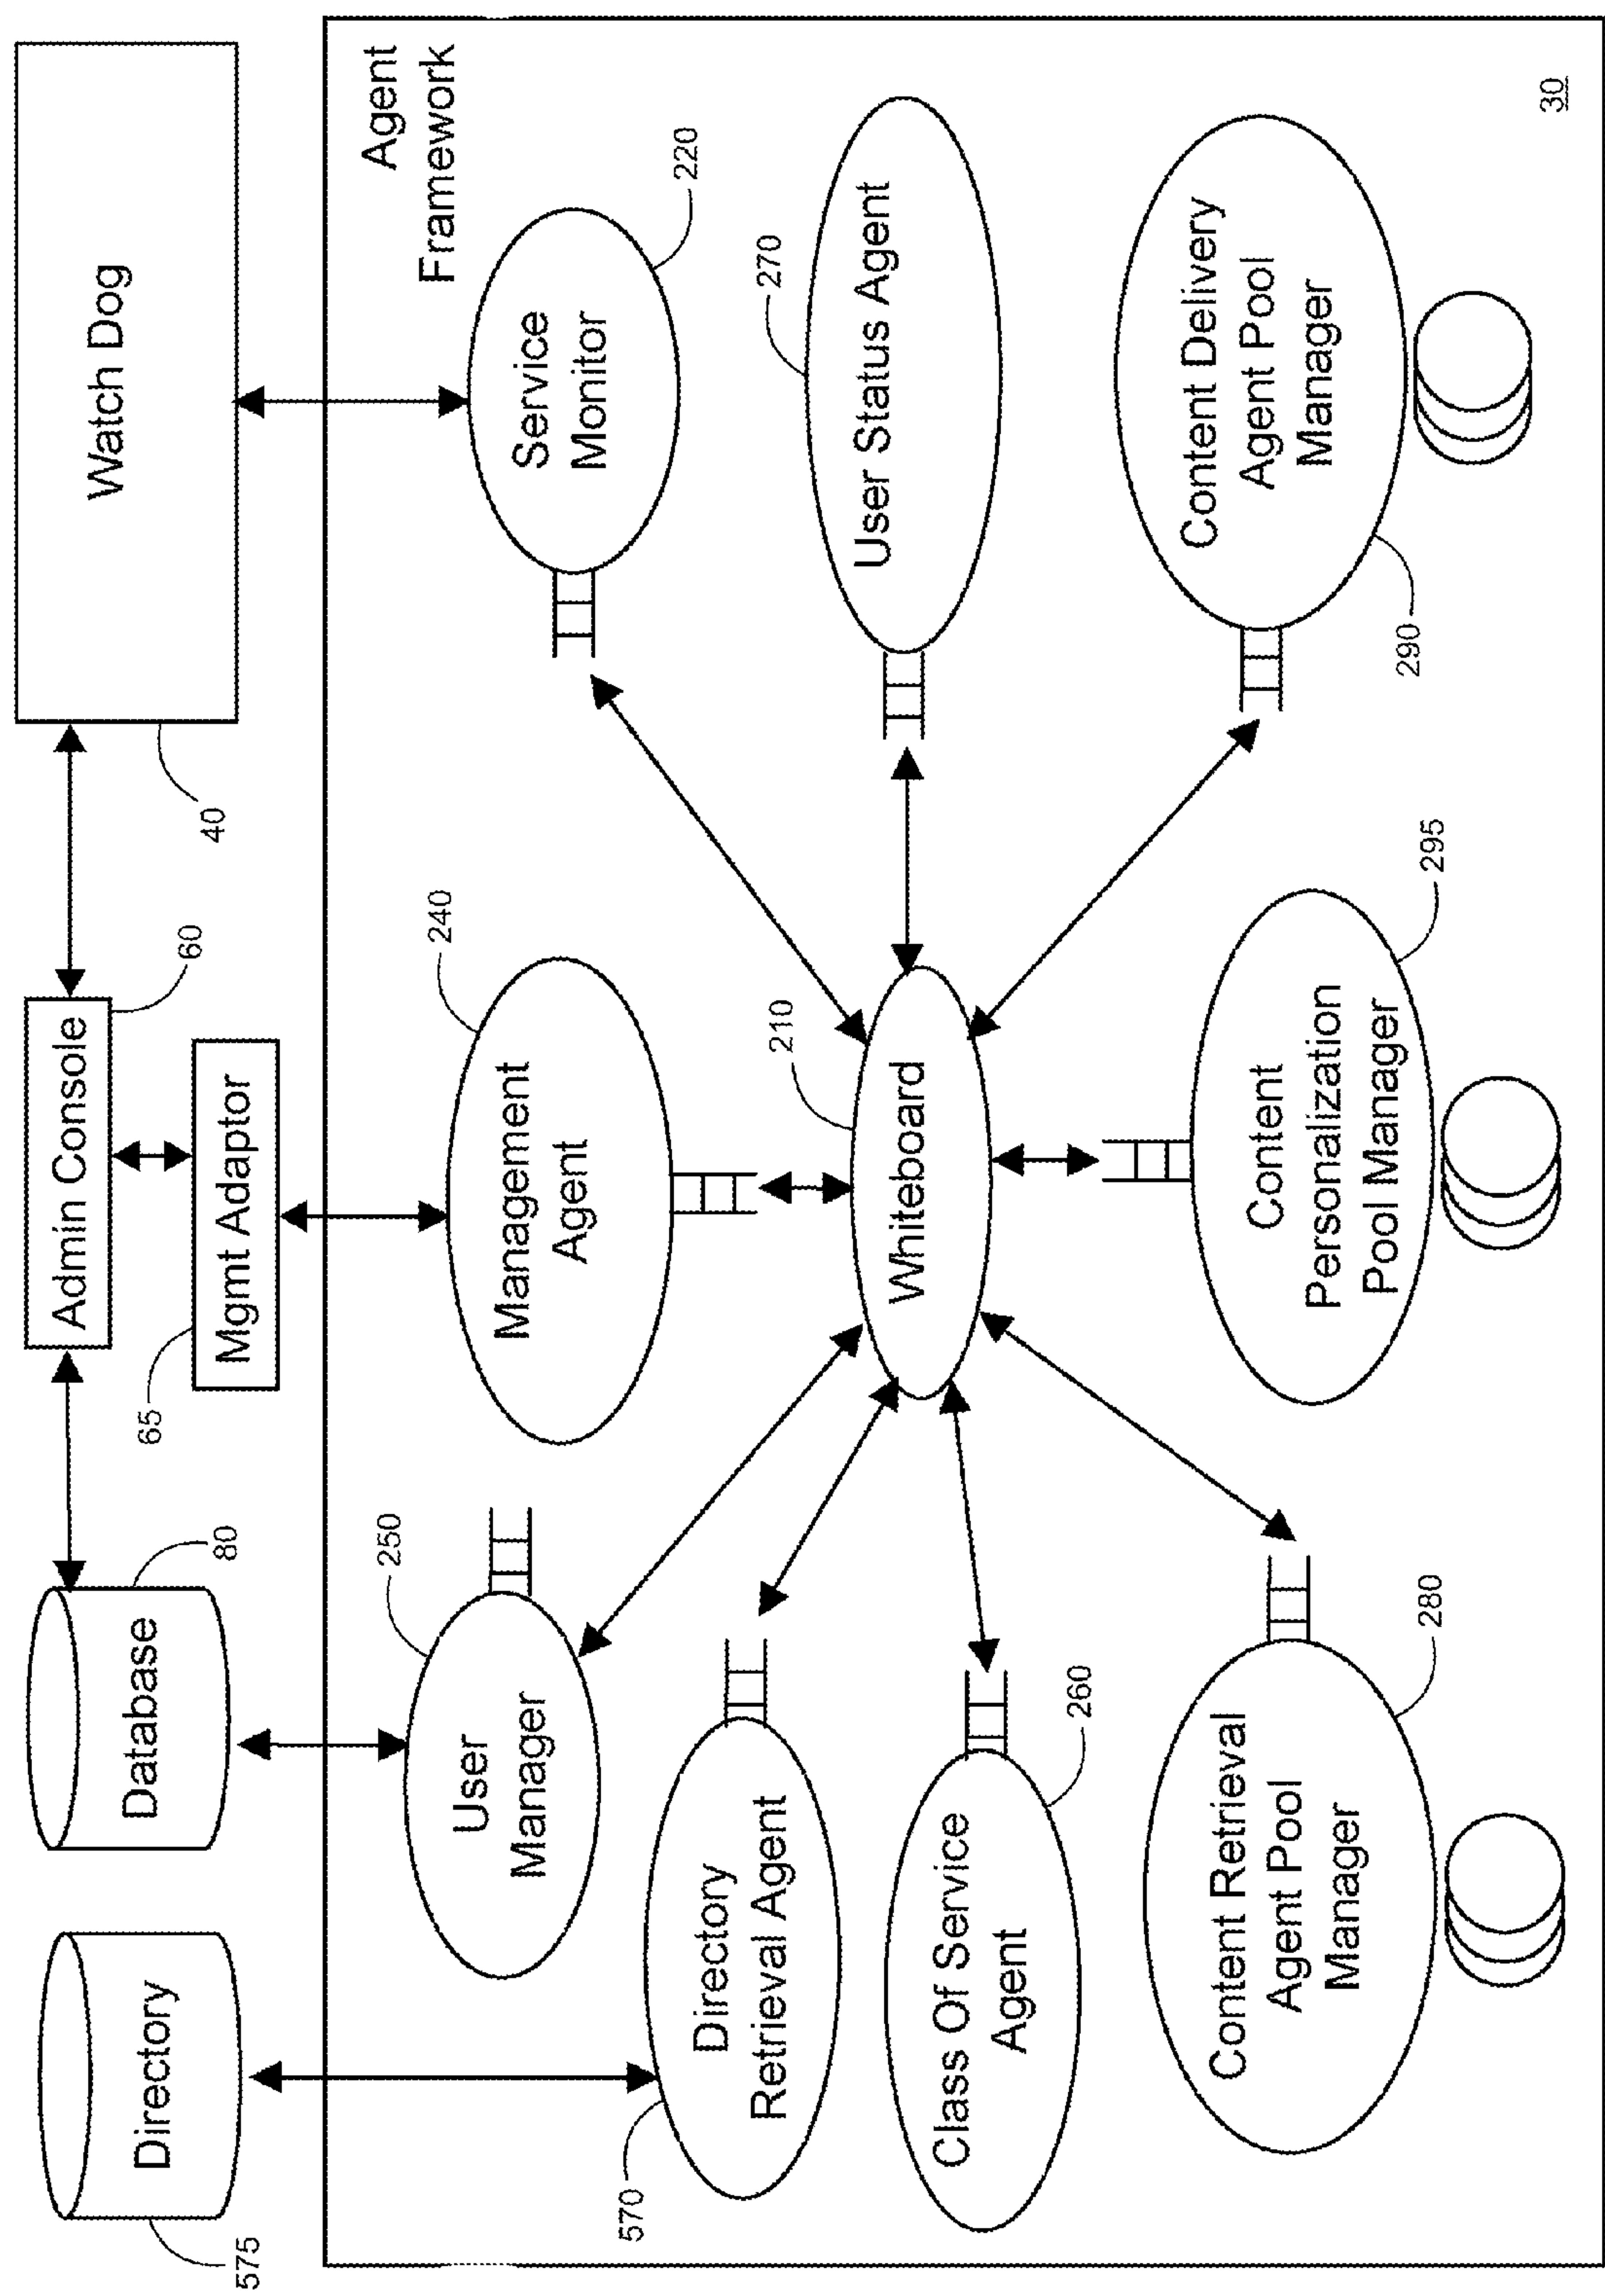 575
Directory
Database
80
Admin Console
60
65
Mgmt Adaptor
Watch Dog
40
Agent
Framework
250
User
Manager
240
Management
Agent
Service
Monitor
220
570
Directory
Retrieval Agent
210
Whiteboard
270
User Status Agent
Class Of Service
Agent
260
Content Retrieval
Agent Pool
Manager
280
Content
Personalization
Pool Manager
295
Content Delivery
Agent Pool
Manager
290
30